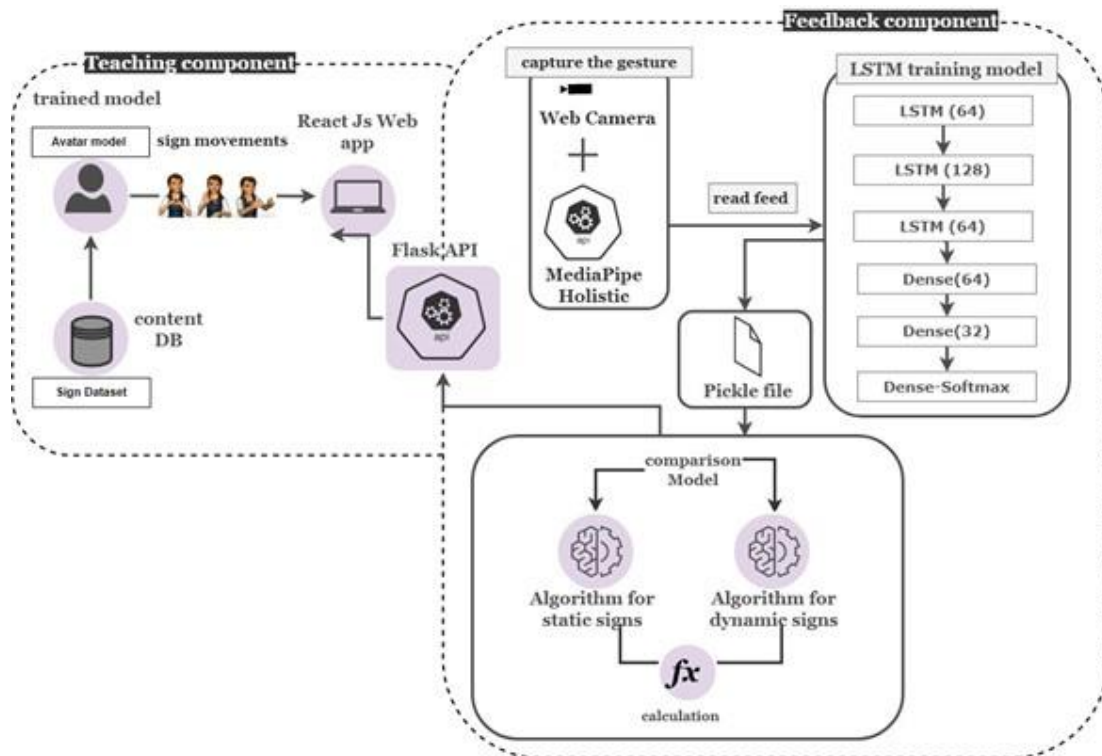 Feedback component
Teaching component
trained model
Avatar model
sign movements
React Js Web
app
content
DB
Sign Dataset
Flask API
api
capture the gesture
Web Camera
api
MediaPipe
Holistic
read feed
LSTM training model
LSTM (64)
LSTM (128)
LSTM (64)
Dense(64)
Dense(32)
Dense-Softmax
Pickle file
comparison
Model
Algorithm for
static signs
Algorithm for
dynamic signs
fx
calculation